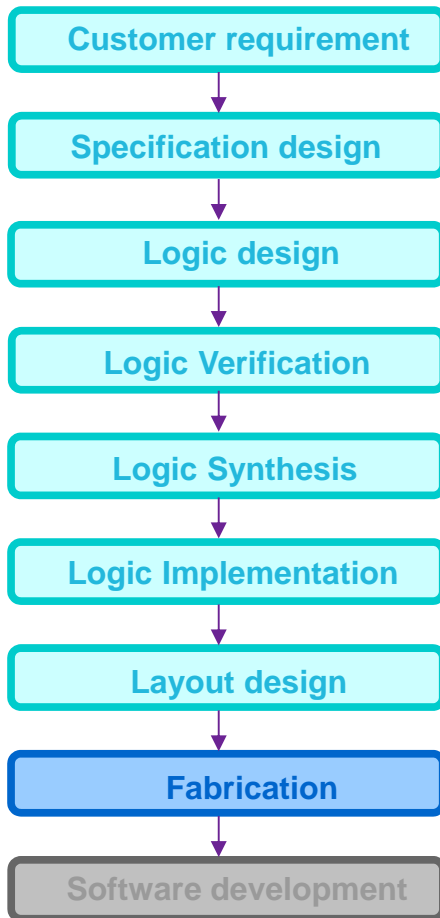 Customer requirement
Specification design
Logic design
Logic Verification
Logic Synthesis
Logic Implementation
Layout design
Fabrication
Software development